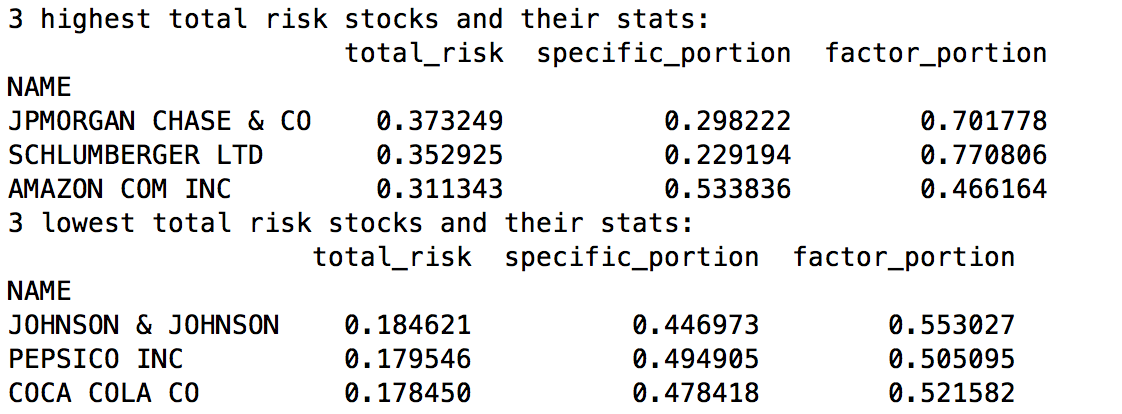 3 highest total risk stocks and their stats:
                     total_risk  specific_portion  factor_portion
NAME
JPMORGAN CHASE & CO    0.373249          0.298222        0.701778
SCHLUMBERGER LTD       0.352925          0.229194        0.770806
AMAZON COM INC         0.311343          0.533836        0.466164
3 lowest total risk stocks and their stats:
                   total_risk  specific_portion  factor_portion
NAME
JOHNSON & JOHNSON    0.184621          0.446973        0.553027
PEPSICO INC          0.179546          0.494905        0.505095
COCA COLA CO         0.178450          0.478418        0.521582